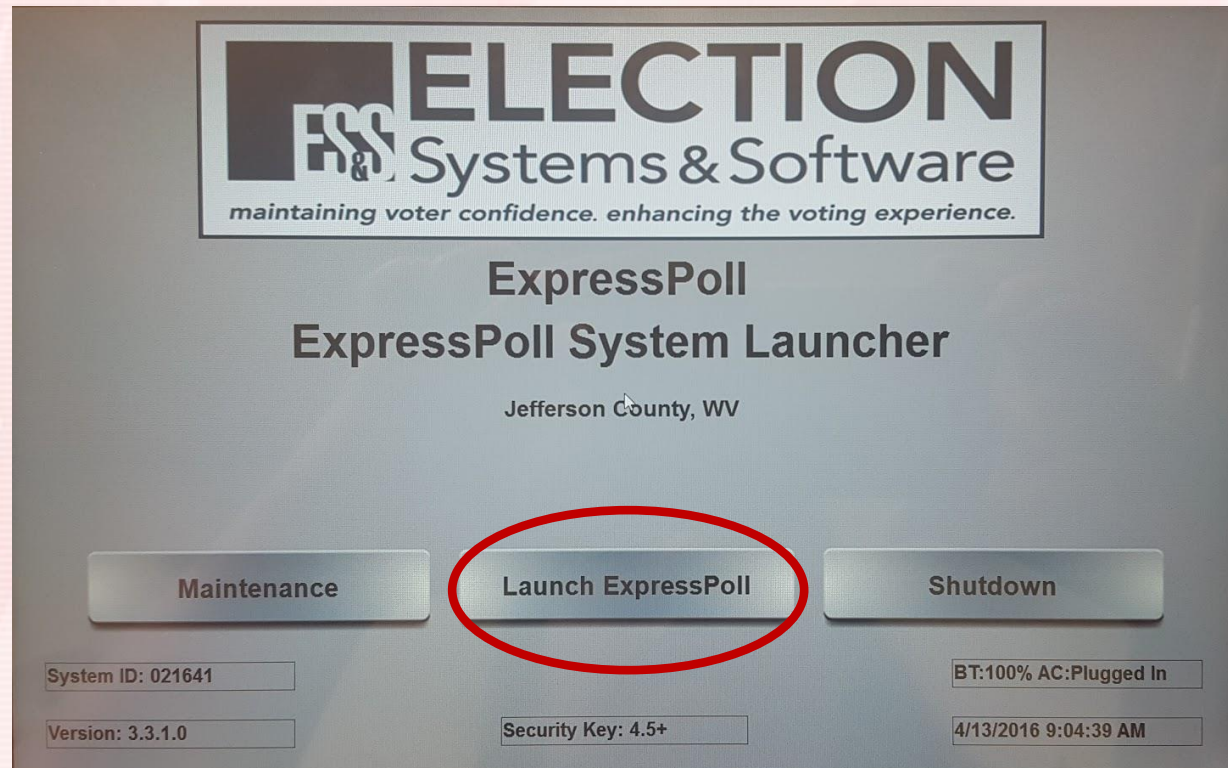 ES&S
ELECTION
Systems & Software
maintaining voter confidence. enhancing the voting experience.
ExpressPoll
ExpressPoll System Launcher
Jefferson County, WV
Maintenance
Launch ExpressPoll
Shutdown
System ID: 021641
BT:100% AC:Plugged In
Version: 3.3.1.0
Security Key: 4.5+
4/13/2016 9:04:39 AM